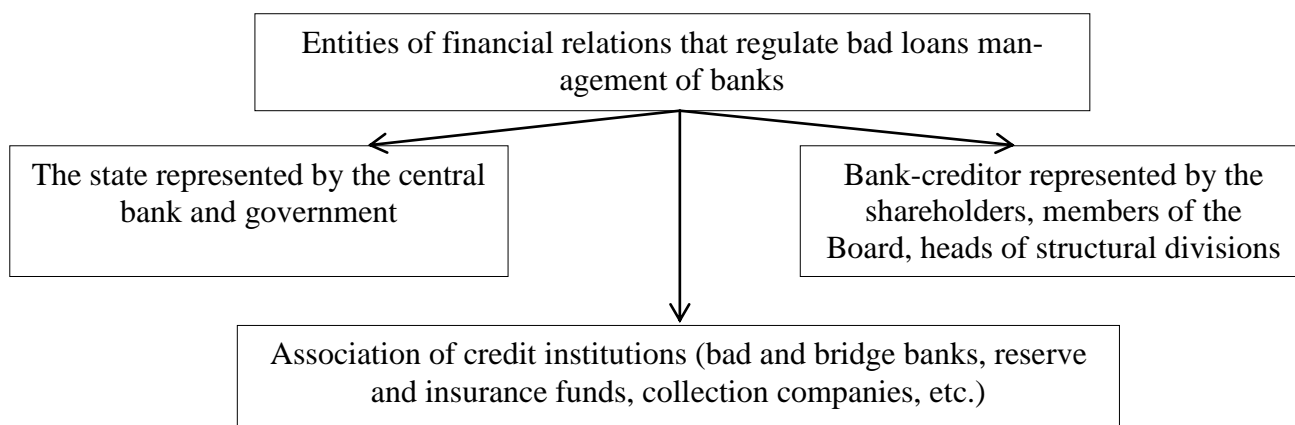 Entities of financial relations that regulate bad loans man-
agement of banks
The state represented by the central
bank and government
Bank-creditor represented by the
shareholders, members of the
Board, heads of structural divisions
Association of credit institutions (bad and bridge banks, reserve
and insurance funds, collection companies, etc.)